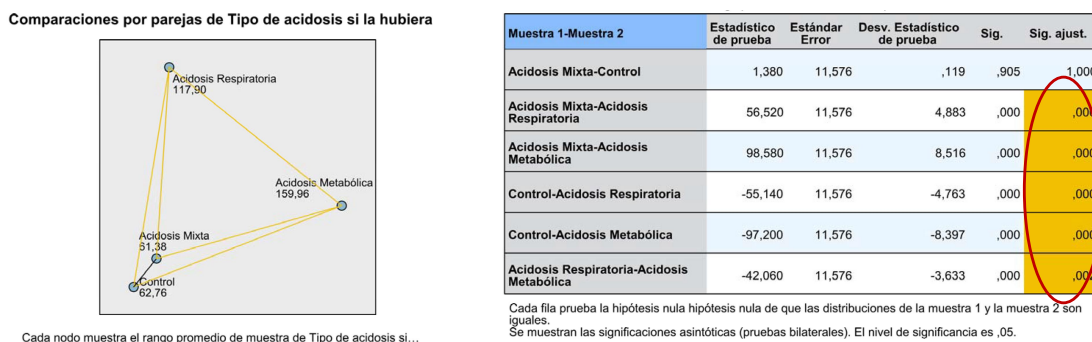 Comparaciones por parejas de Tipo de acidosis si la hubiera
Acidosis Respiratoria
117,90
Acidosis Metabólica
159,96
Acidosis Mixta
61,38
Control
62,76
Cada nodo muestra el rango promedio de muestra de Tipo de acidosis si...
Muestra 1-Muestra 2 Estadístico de prueba Estándar Error Desv. Estadístico de prueba Sig. Sig. ajust.
Acidosis Mixta-Control 1,380 11,576 ,119 ,905 1,000
Acidosis Mixta-Acidosis Respiratoria 56,520 11,576 4,883 ,000 ,000
Acidosis Mixta-Acidosis Metabólica 98,580 11,576 8,516 ,000 ,000
Control-Acidosis Respiratoria -55,140 11,576 -4,763 ,000 ,000
Control-Acidosis Metabólica -97,200 11,576 -8,397 ,000 ,000
Acidosis Respiratoria-Acidosis Metabólica -42,060 11,576 -3,633 ,000
Cada fila prueba la hipótesis nula hipótesis nula de que las distribuciones de la muestra 1 y la muestra 2 son
iguales.
Se muestran las significaciones asintóticas (pruebas bilaterales). El nivel de significancia es ,05.